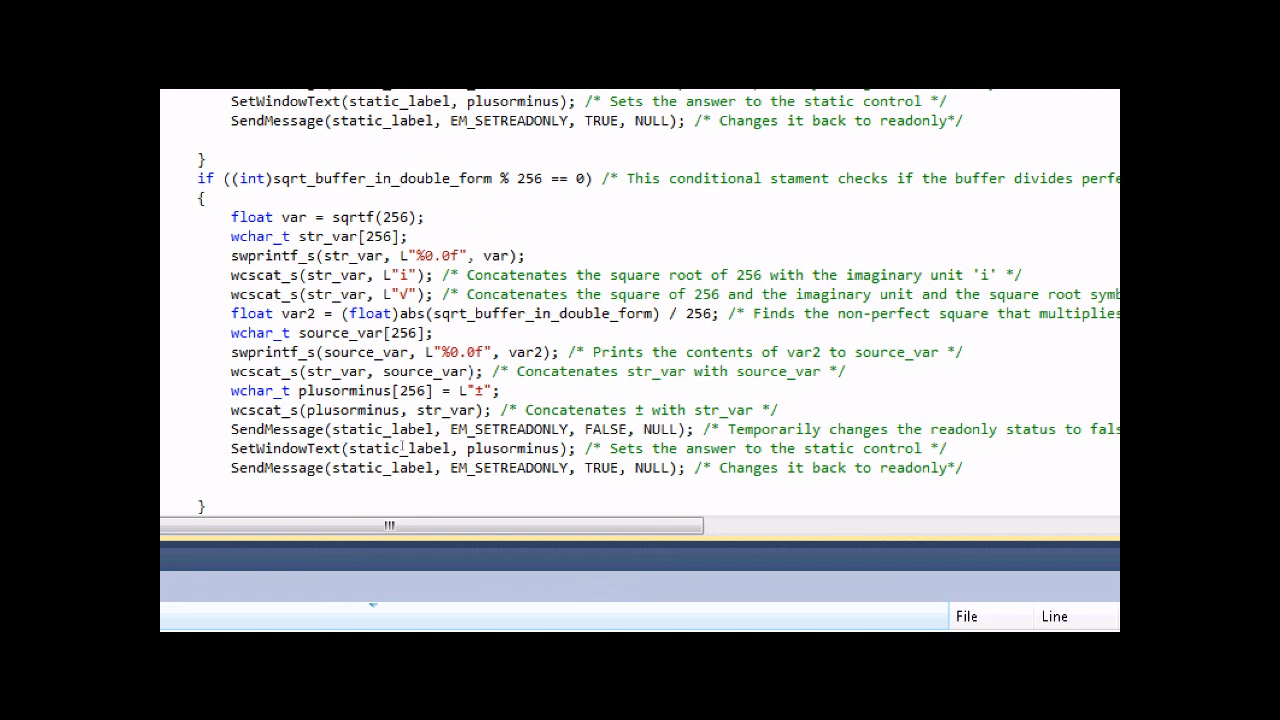 SetWindowText(static_label, plusorminus); /* Sets the answer to the static control */
SendMessage(static_label, EM_SETREADONLY, TRUE, NULL); /* Changes it back to readonly*/
}
if ((int)sqrt_buffer_in_double_form % 256 == 0) /* This conditional stament checks if the buffer divides perfe
{
float var = sqrtf(256);
wchar_t str_var[256];
swprintf_s(str_var, L"%0.0f", var);
wcscat_s(str_var, L"i"); /* Concatenates the square root of 256 with the imaginary unit 'i' */
wcscat_s(str_var, L"√"); /* Concatenates the square of 256 and the imaginary unit and the square root symb
float var2 = (float)abs(sqrt_buffer_in_double_form) / 256; /* Finds the non-perfect square that multiplies
wchar_t source_var[256];
swprintf_s(source_var, L"%0.0f", var2); /* Prints the contents of var2 to source_var */
wcscat_s(str_var, source_var); /* Concatenates str_var with source_var */
wchar_t plusorminus[256] = L"±";
wcscat_s(plusorminus, str_var); /* Concatenates ± with str_var */
SendMessage(static_label, EM_SETREADONLY, FALSE, NULL); /* Temporarily changes the readonly status to fals
SetWindowText(static_label, plusorminus); /* Sets the answer to the static control */
SendMessage(static_label, EM_SETREADONLY, TRUE, NULL); /* Changes it back to readonly*/
}
File Line